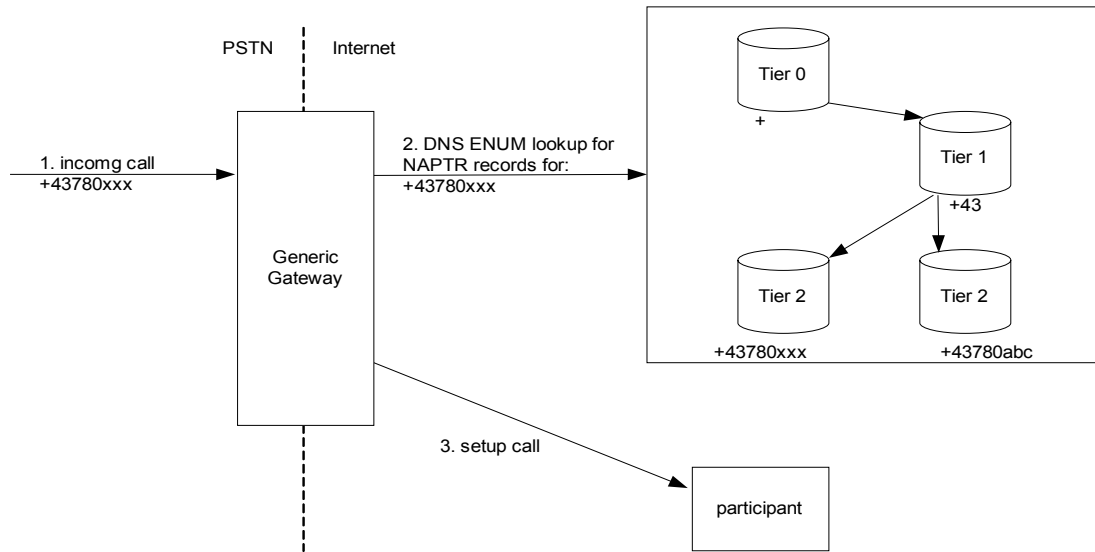 PSTN
Internet
1. incomg call
+43780xxx
Generic
Gateway
2. DNS ENUM lookup for
NAPTR records for:
+43780xxx
Tier 0
+
Tier 1
+43
Tier 2
+43780xxx
Tier 2
+43780abc
3. setup call
participant